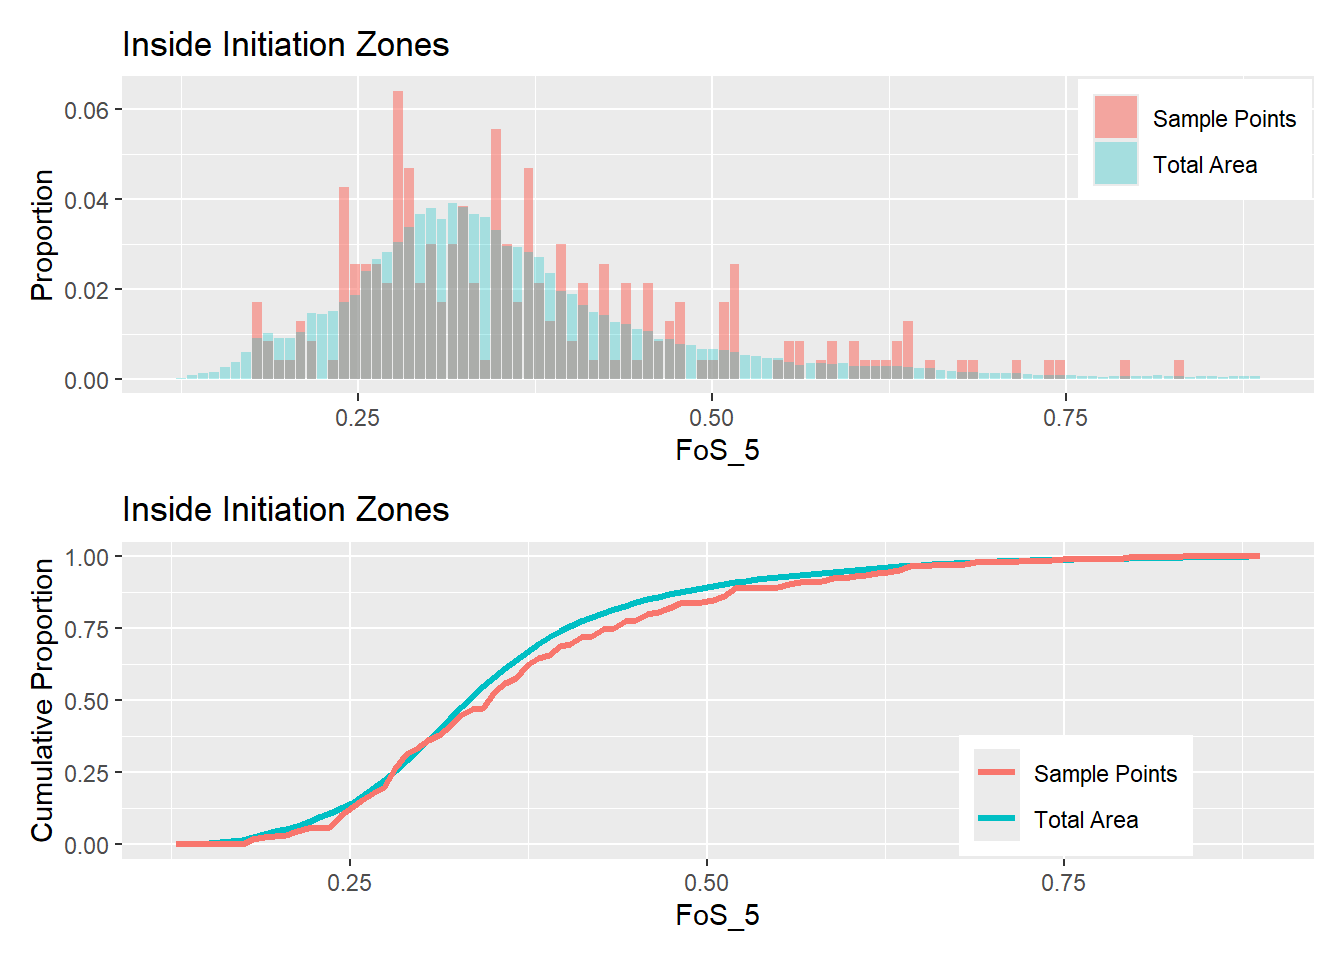 Inside Initiation Zones
Proportion
0.06
0.04
0.02
0.00
Sample Points
Total Area
0.25
0.50
0.75
FoS_5
Inside Initiation Zones
Cumulative Proportion
1.00
0.75
0.50
0.25
0.00
Sample Points
Total Area
0.25
0.50
0.75
FoS_5